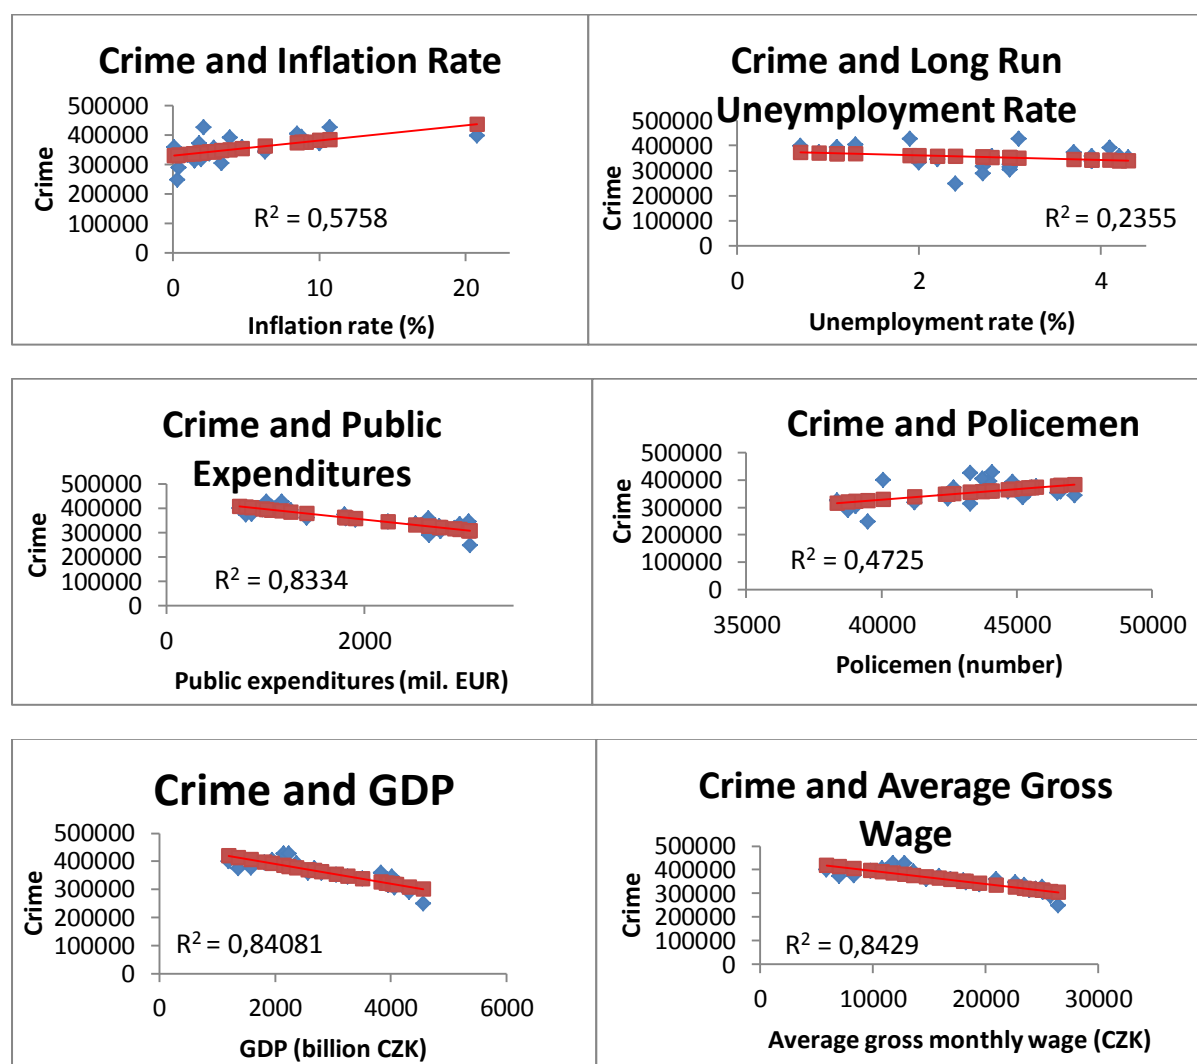 Crime and Inflation Rate
500000
400000
300000
200000
100000
0
Crime
R² = 0,5758
0 10 20
Inflation rate (%)
Crime and Long Run
Uneymployment Rate
500000
400000
300000
200000
100000
0
Crime
R² = 0,2355
0 2 4
Unemployment rate (%)
Crime and Public
Expenditures
500000
400000
300000
200000
100000
0
Crime
R² = 0,8334
0 2000
Public expenditures (mil. EUR)
Crime and Policemen
500000
400000
300000
200000
100000
0
Crime
R² = 0,4725
35000 40000 45000 50000
Policemen (number)
Crime and GDP
500000
400000
300000
200000
100000
0
Crime
R² = 0,84081
0 2000 4000 6000
GDP (billion CZK)
Crime and Average Gross
Wage
500000
400000
300000
200000
100000
0
Crime
R² = 0,8429
0 10000 20000 30000
Average gross monthly wage (CZK)